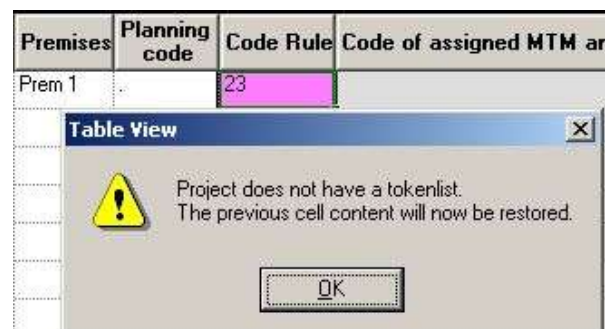 Premises Planning code Code Rule Code of assigned MTM ar
Prem 1 . 23
Table View
Project does not have a tokenlist.
The previous cell content will now be restored.
OK